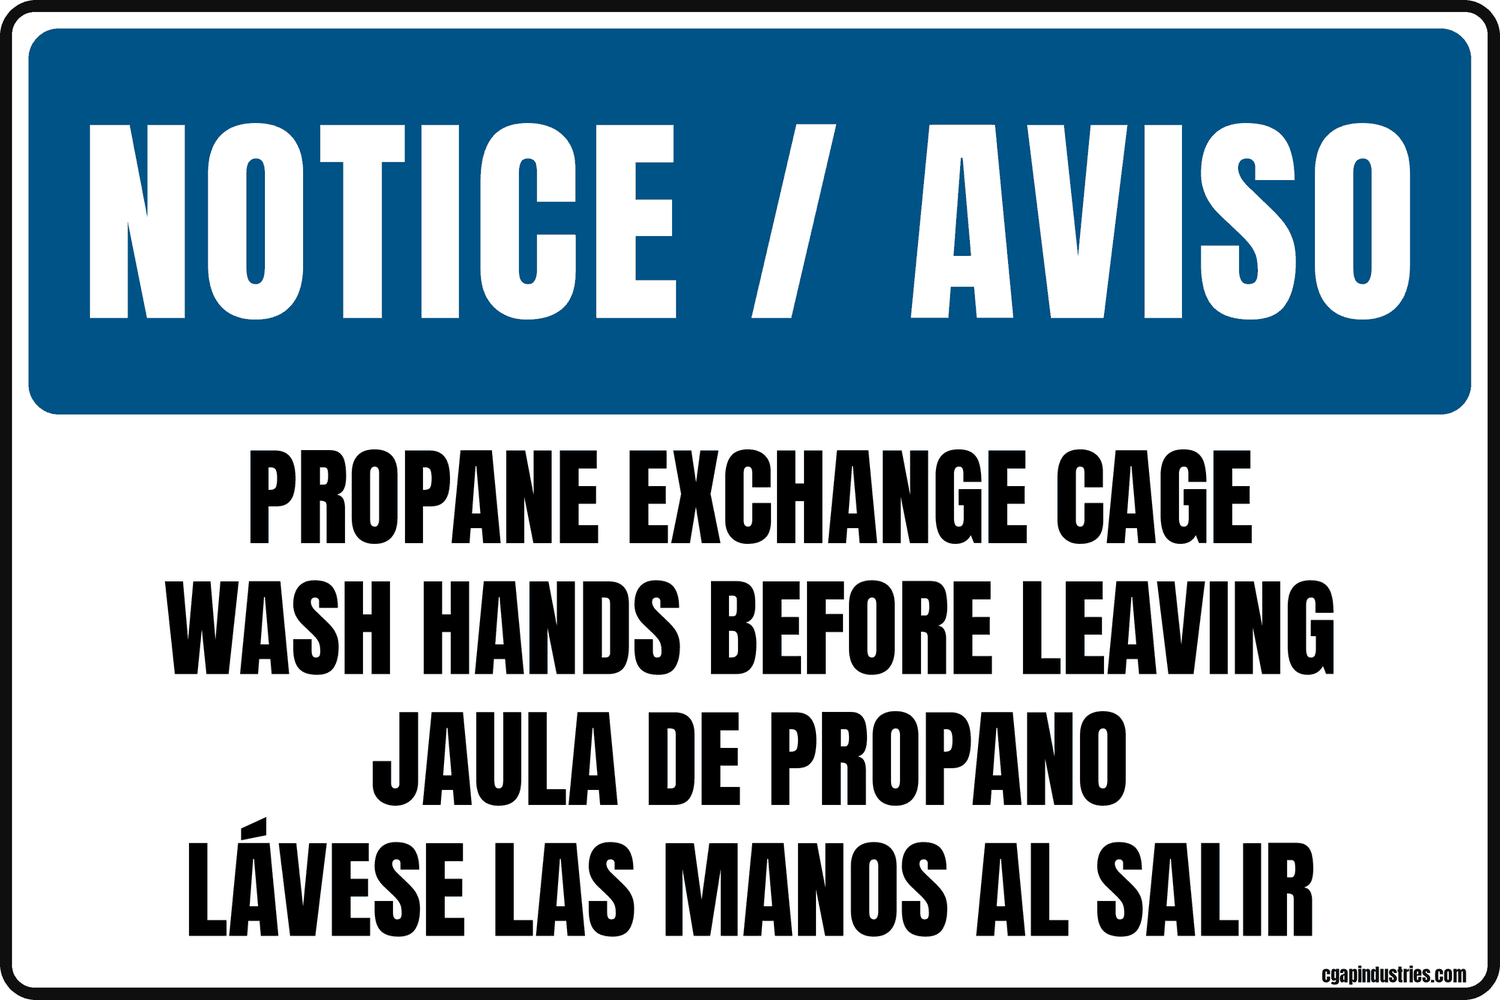 NOTICE / AVISO
PROPANE EXCHANGE CAGE
WASH HANDS BEFORE LEAVING
JAULA DE PROPANO
LÁVESE LAS MANOS AL SALIR
cgapindustries.com